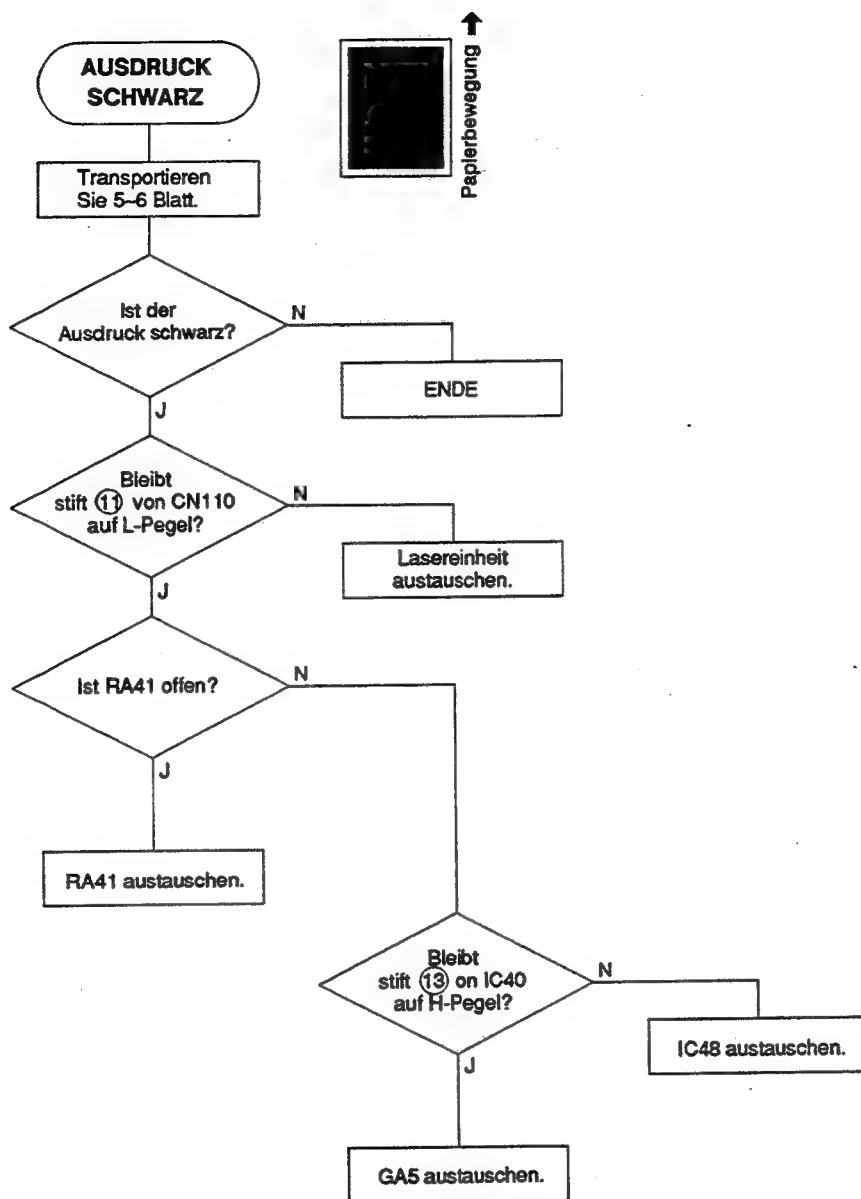 AUSDRUCK
SCHWARZ
Papierbewegung
Transportieren
Sie 5~6 Blatt.
Ist der
Ausdruck schwarz?
N
ENDE
J
Bleibt
stift ⑪ von CN110
auf L-Pegel?
N
Lasereinheit
austauschen.
J
Ist RA41 offen?
N
J
RA41 austauschen.
Bleibt
stift ⑬ on IC40
auf H-Pegel?
N
IC48 austauschen.
J
GA5 austauschen.